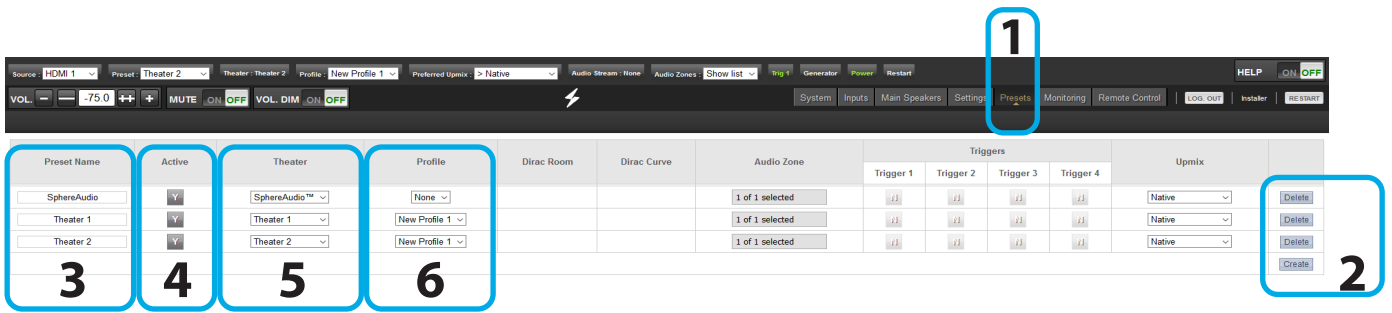 1
Source : HDMI 1 Preset : Theater 2 Theater : Theater 2 Profile : New Profile 1 Preferred Upmix : > Native Audio Stream : None Audio Zones : Show list Trig 1 Generator Power Restart HELP ON OFF
VOL. -75.0 MUTE ON OFF VOL. DIM ON OFF System Inputs Main Speakers Settings Presets Monitoring Remote Control LOG OUT Installer RESTART
Preset Name Active Theater Profile Dirac Room Dirac Curve Audio Zone Triggers Upmix
Trigger 1 Trigger 2 Trigger 3 Trigger 4
SphereAudio Y SphereAudio™ None 1 of 1 selected N N N N Native Delete
Theater 1 Y Theater 1 New Profile 1 1 of 1 selected N N N N Native Delete
Theater 2 Y Theater 2 New Profile 1 1 of 1 selected N N N N Native Delete
Create
3 4 5 6 2